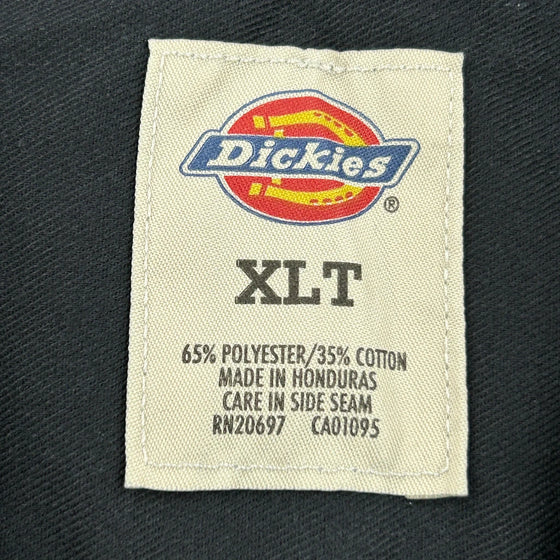 Dickies®
XLT
65% POLYESTER/35% COTTON
MADE IN HONDURAS
CARE IN SIDE SEAM
RN20697 CA01095